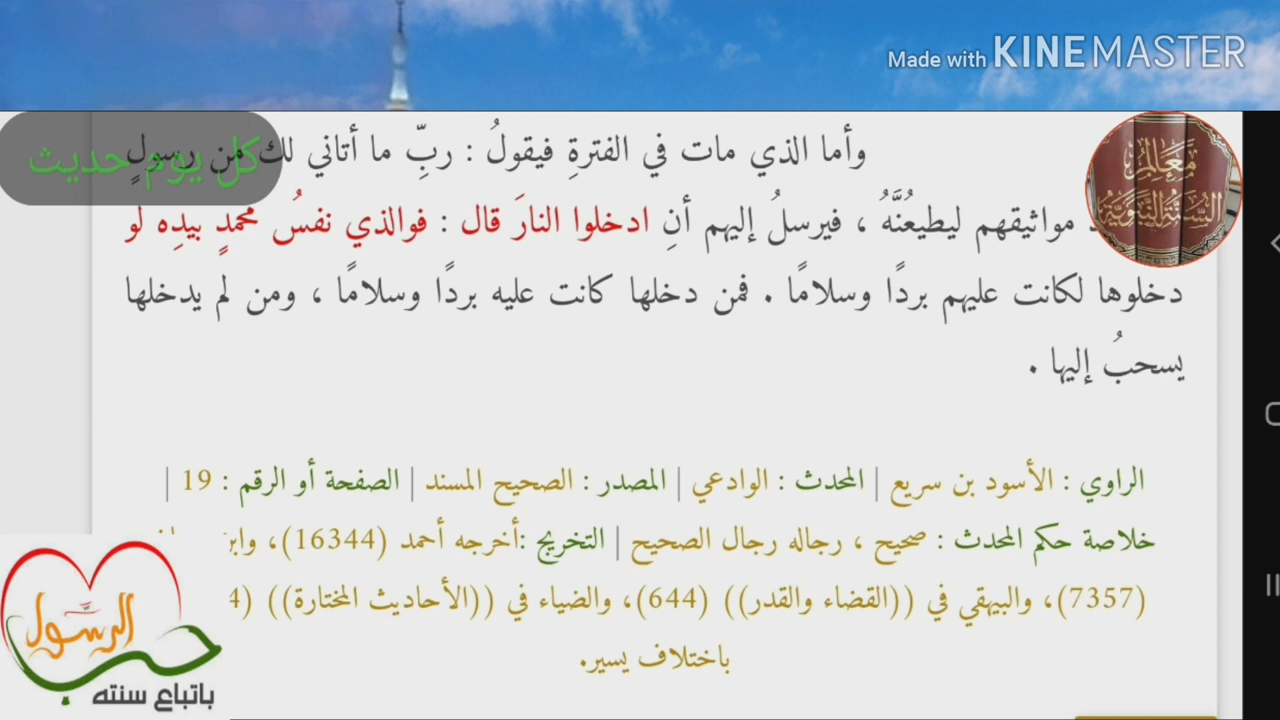 Made with KINEMASTER
كل يوم حديث
معالم
السنة النبوية
وأما الذي مات في الفترةِ فيقولُ : ربِّ ما أتاني لك من رسولٍ
مواثيقهم ليطيعُنَّهُ ، فيرسلُ إليهم أنِ ادخلوا النارَ قال : فوالذي نفسُ محمدٍ بيدِه لو
دخلوها لكانت عليهم بردًا وسلامًا . فمن دخلها كانت عليه بردًا وسلامًا ، ومن لم يدخلها
يسحبُ إليها .
الراوي : الأسود بن سريع | المحدث : الوادعي | المصدر : الصحيح المسند | الصفحة أو الرقم : 19 |
خلاصة حكم المحدث : صحيح ، رجاله رجال الصحيح | التخريج :أخرجه أحمد (16344)،
(7357)، والبيهقي في ((القضاء والقدر)) (644)، والضياء في ((الأحاديث المختارة))
باختلاف يسير.
حب الرسول
باتباع سنته